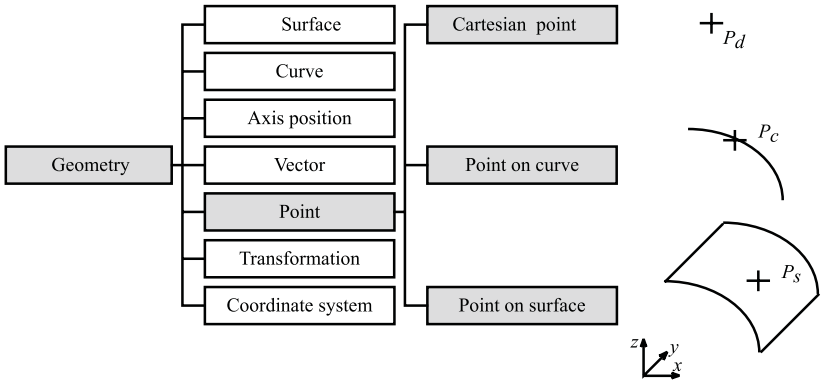 Surface
Cartesian point
P_d
Curve
Axis position
P_c
Geometry
Vector
Point on curve
Point
Transformation
P_s
Coordinate system
Point on surface
z
y
x